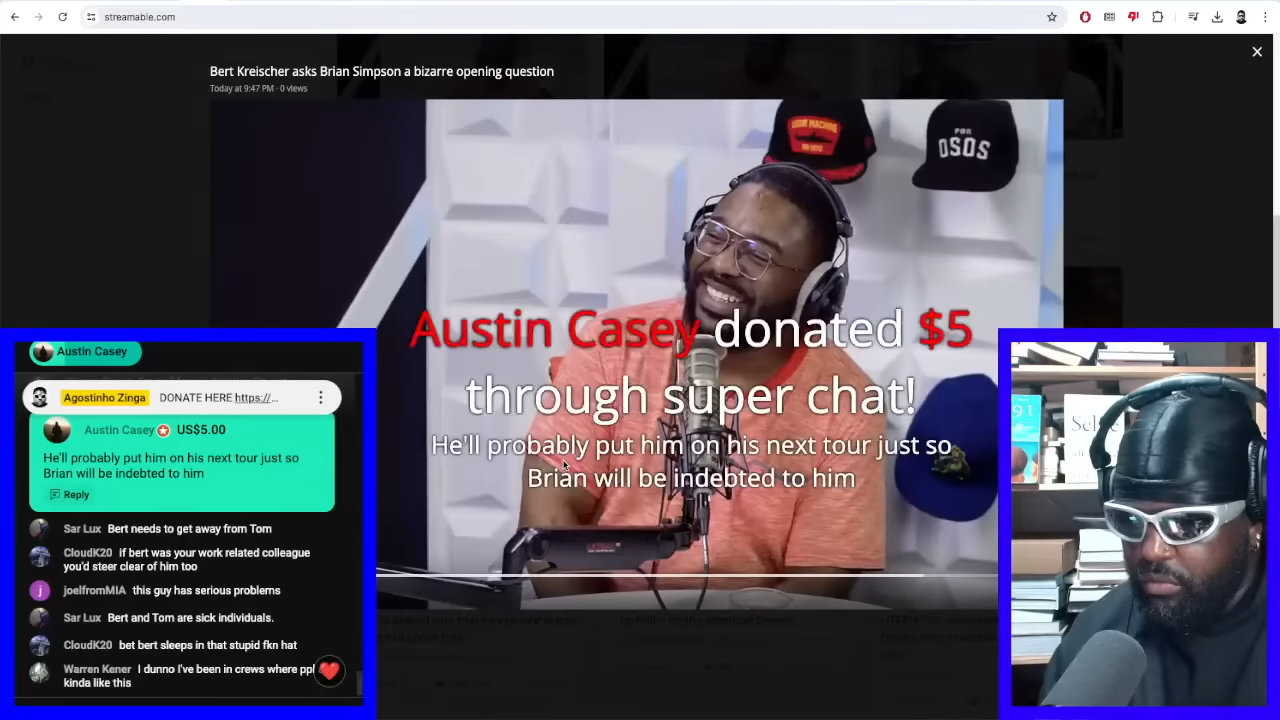 streamable.com
Bert Kreischer asks Brian Simpson a bizarre opening question
Today at 9:47 PM · 0 views
FOR
OSOS
Austin Casey donated $5
through super chat!
He'll probably put him on his next tour just so
Brian will be indebted to him
Austin Casey
Agostinho Zinga DONATE HERE https://...
Austin Casey US$5.00
He'll probably put him on his next tour just so
Brian will be indebted to him
Reply
Sar Lux Bert needs to get away from Tom
CloudK20 if bert was your work related colleague
you'd steer clear of him too
j joelfromMIA this guy has serious problems
Sar Lux Bert and Tom are sick individuals.
CloudK20 bet bert sleeps in that stupid fkn hat
Warren Kener I dunno I've been in crews where ppl
kinda like this
91